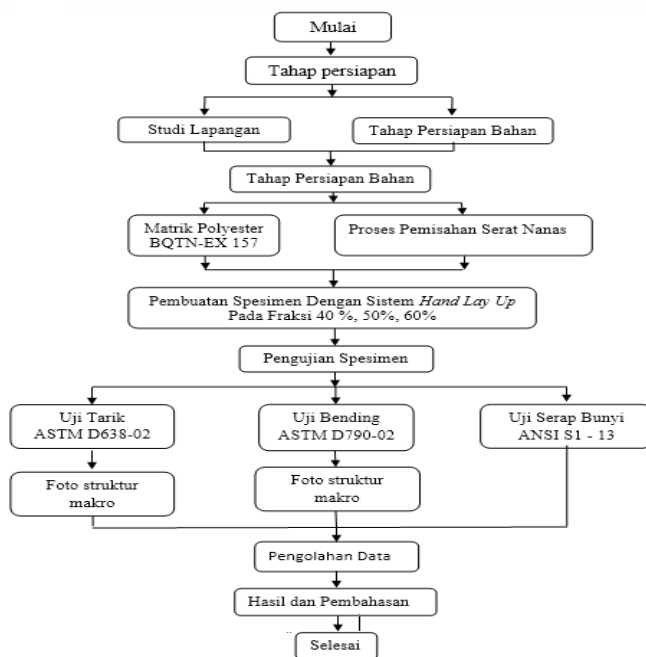 Mulai
Tahap persiapan
Studi Lapangan
Tahap Persiapan Bahan
Tahap Persiapan Bahan
Matrik Polyester
BQTN-EX 157
Proses Pemisahan Serat Nanas
Pembuatan Spesimen Dengan Sistem Hand Lay Up
Pada Fraksi 40 %, 50%, 60%
Pengujian Spesimen
Uji Tarik
ASTM D638-02
Uji Bending
ASTM D790-02
Uji Serap Bunyi
ANSI S1 - 13
Foto struktur
makro
Foto struktur
makro
Pengolahan Data
Hasil dan Pembahasan
Selesai